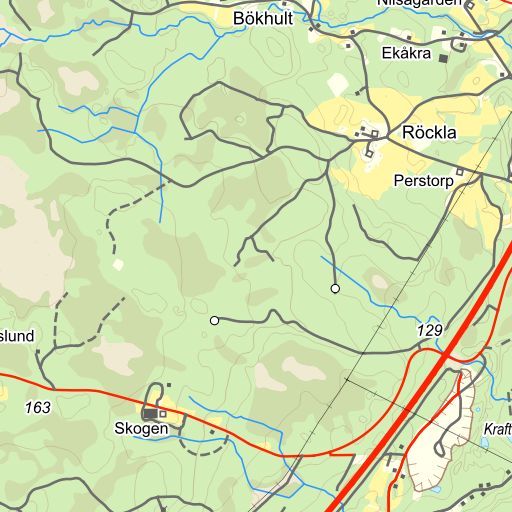 Nilsagården
Bökhult
Ekåkra
Röckla
Perstorp
129
slund
163
Skogen
Kraft